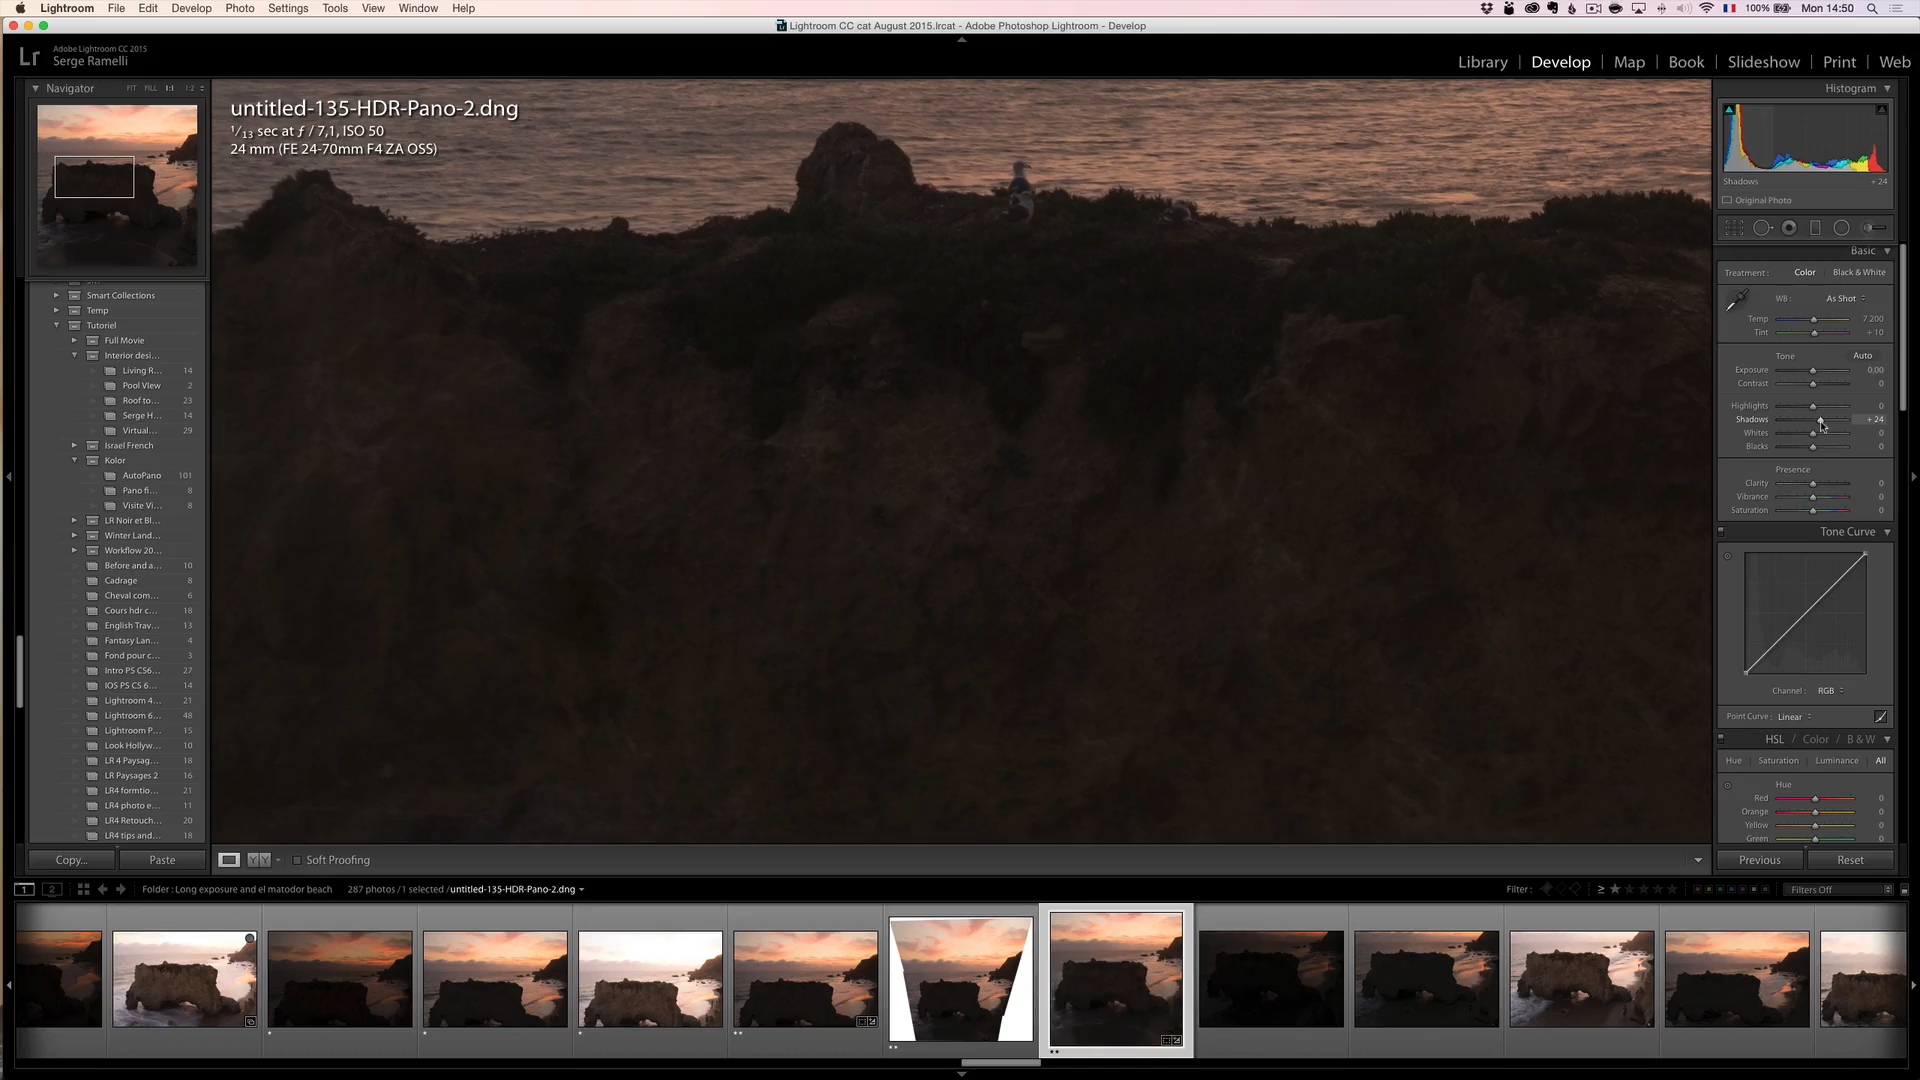 Lightroom File Edit Develop Photo Settings Tools View Window Help
100% Mon 14:50
Lightroom CC cat August 2015.lrcat - Adobe Photoshop Lightroom - Develop
Lr Adobe Lightroom CC 2015
Serge Ramelli
Library | Develop | Map | Book | Slideshow | Print | Web
Navigator FIT FILL 1:1 1:2
Smart Collections
Temp
Tutoriel
Full Movie
Interior desi...
Living R... 14
Pool VIew 2
Roof to... 23
Serge H... 14
Virtual... 29
Israel French
Kolor
AutoPano 101
Pano fi... 8
Visite Vi... 8
LR Noir et Bl...
Winter Land...
Workflow 20...
Before and a... 10
Cadrage 8
Cheval com... 6
Cours hdr c... 18
English Trav... 13
Fantasy Lan... 4
Fond pour c... 3
Intro PS CS6... 27
IOS PS CS 6... 14
Lightroom 4... 21
Lightroom 6... 48
Lightroom P... 15
Look Hollyw... 10
LR 4 Paysag... 18
LR Paysages 2 16
LR4 formtio... 21
LR4 photo e... 11
LR4 Retouch... 20
LR4 tips and... 18
Copy... Paste
untitled-135-HDR-Pano-2.dng
1/13 sec at ƒ / 7,1, ISO 50
24 mm (FE 24-70mm F4 ZA OSS)
Y Y Soft Proofing
Histogram
Shadows + 24
Original Photo
Basic
Treatment : Color Black & White
WB : As Shot
Temp 7 200
Tint + 10
Tone Auto
Exposure 0,00
Contrast 0
Highlights 0
Shadows + 24
Whites 0
Blacks 0
Presence
Clarity 0
Vibrance 0
Saturation 0
Tone Curve
Channel : RGB
Point Curve : Linear
HSL / Color / B & W
Hue Saturation Luminance All
Hue
Red 0
Orange 0
Yellow 0
Green 0
Previous Reset
1 2 Folder : Long exposure and el matodor beach 287 photos / 1 selected / untitled-135-HDR-Pano-2.dng Filter : ≥ Filters Off